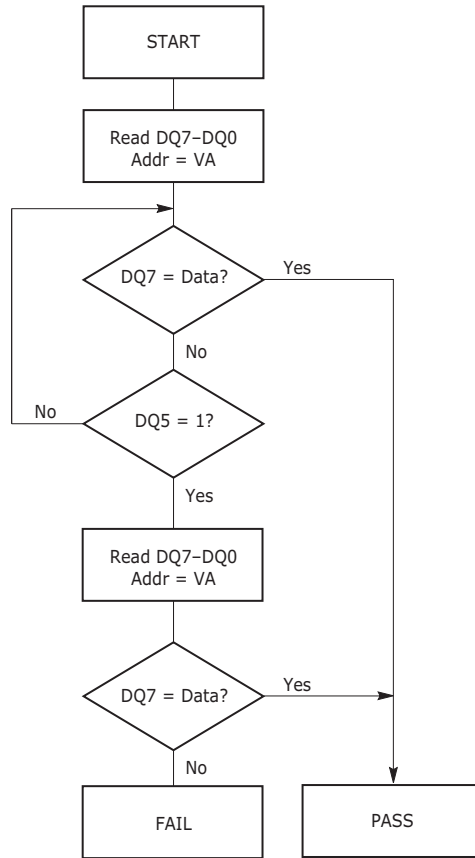 START
Read DQ7–DQ0
Addr = VA
DQ7 = Data?
Yes
No
No
DQ5 = 1?
Yes
Read DQ7–DQ0
Addr = VA
DQ7 = Data?
Yes
No
FAIL
PASS